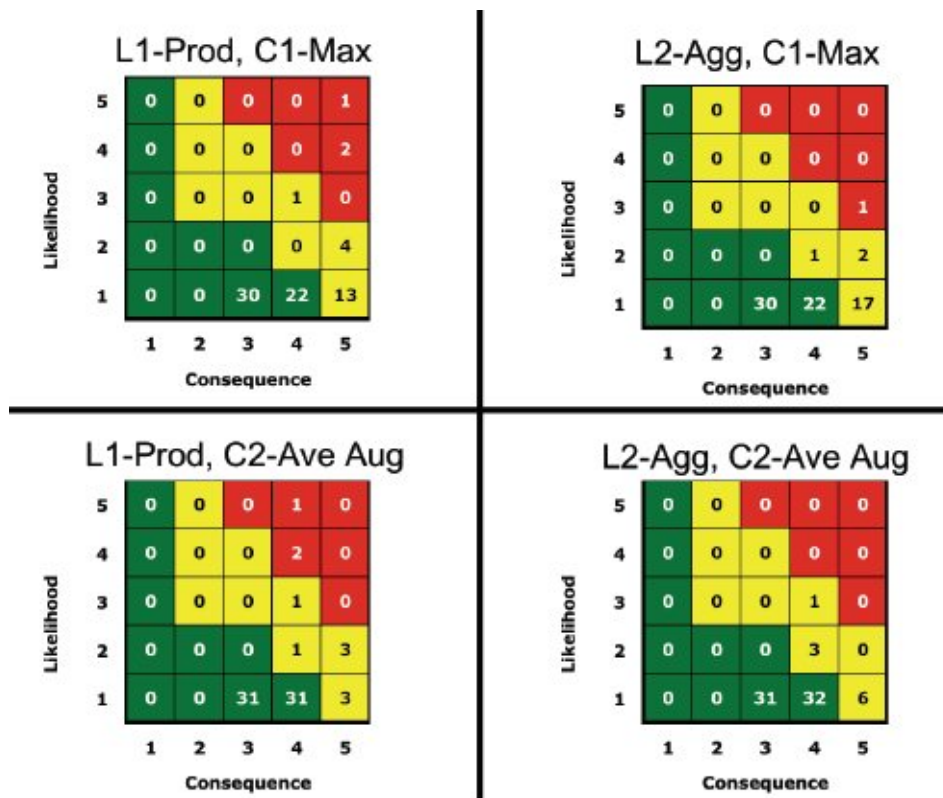 L1-Prod, C1-Max
Likelihood
5 0 0 0 0 1
4 0 0 0 0 2
3 0 0 0 1 0
2 0 0 0 0 4
1 0 0 30 22 13
1 2 3 4 5
Consequence
L2-Agg, C1-Max
Likelihood
5 0 0 0 0 0
4 0 0 0 0 0
3 0 0 0 0 1
2 0 0 0 1 2
1 0 0 30 22 17
1 2 3 4 5
Consequence
L1-Prod, C2-Ave Aug
Likelihood
5 0 0 0 1 0
4 0 0 0 2 0
3 0 0 0 1 0
2 0 0 0 1 3
1 0 0 31 31 3
1 2 3 4 5
Consequence
L2-Agg, C2-Ave Aug
Likelihood
5 0 0 0 0 0
4 0 0 0 0 0
3 0 0 0 1 0
2 0 0 0 3 0
1 0 0 31 32 6
1 2 3 4 5
Consequence